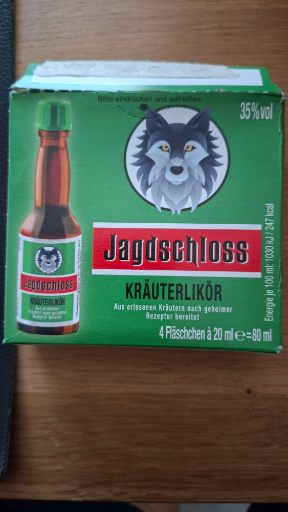 Bitte eindrücken und aufreißen
35%vol
Jagdschloss
KRÄUTERLIKÖR
Aus erlesenen Kräutern nach geheimer
Rezeptur bereitet
4 Fläschchen à 20 ml ℮=80 ml
Energie je 100 ml: 1030 kJ / 247 kcal
Jagdschloss
KRÄUTERLIKÖR